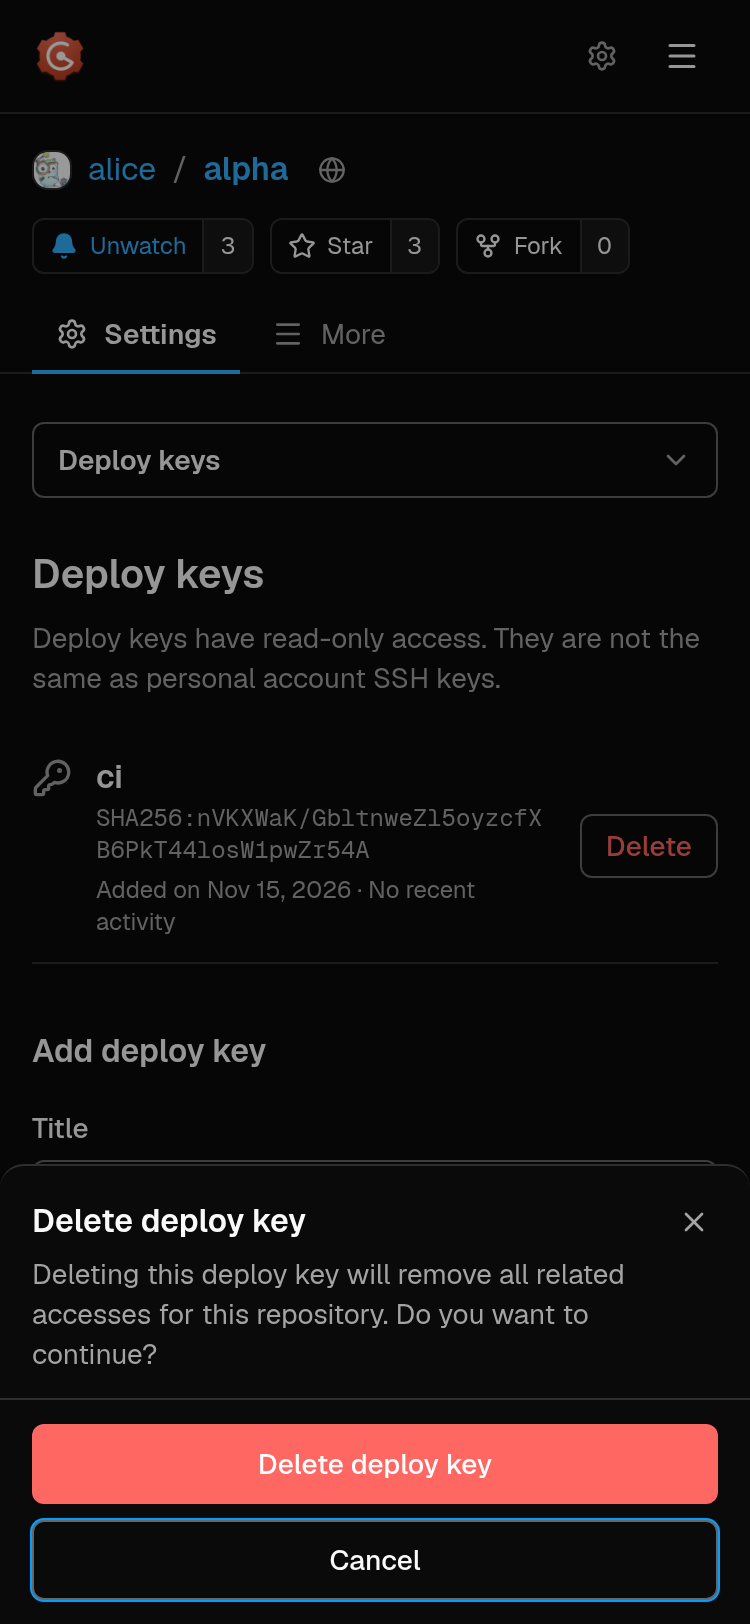 alice / alpha
Unwatch 3 Star 3 Fork 0
Settings More
Deploy keys
Deploy keys
Deploy keys have read-only access. They are not the
same as personal account SSH keys.
ci
SHA256:nVKXWaK/GbltnweZl5oyzcfX
B6PkT44losWipwZr54A
Added on Nov 15, 2026 · No recent
activity
Delete
Add deploy key
Title
Delete deploy key
Deleting this deploy key will remove all related
accesses for this repository. Do you want to
continue?
Delete deploy key
Cancel